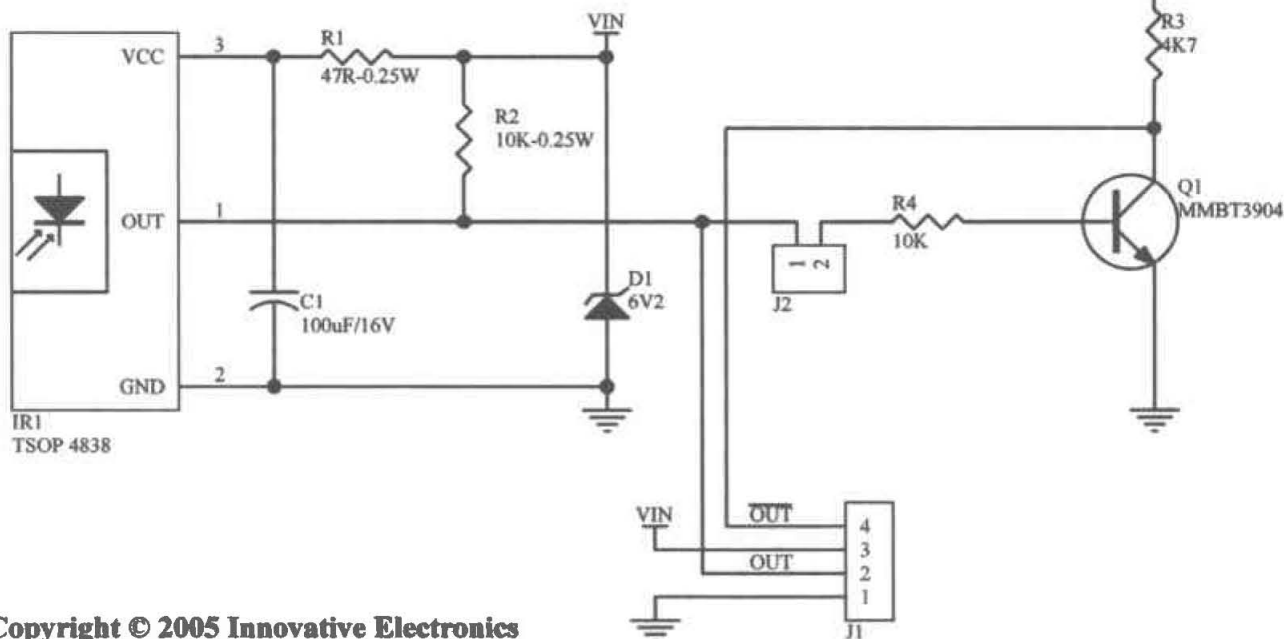 VCC
3
R1
47R-0.25W
VIN
R2
10K-0.25W
R3
4K7
OUT
1
R4
10K
Q1
MMBT3904
1
2
J2
C1
100uF/16V
D1
6V2
GND
2
IR1
TSOP 4838
VIN
OUT
4
3
OUT
2
1
J1
Copyright © 2005 Innovative Electronics